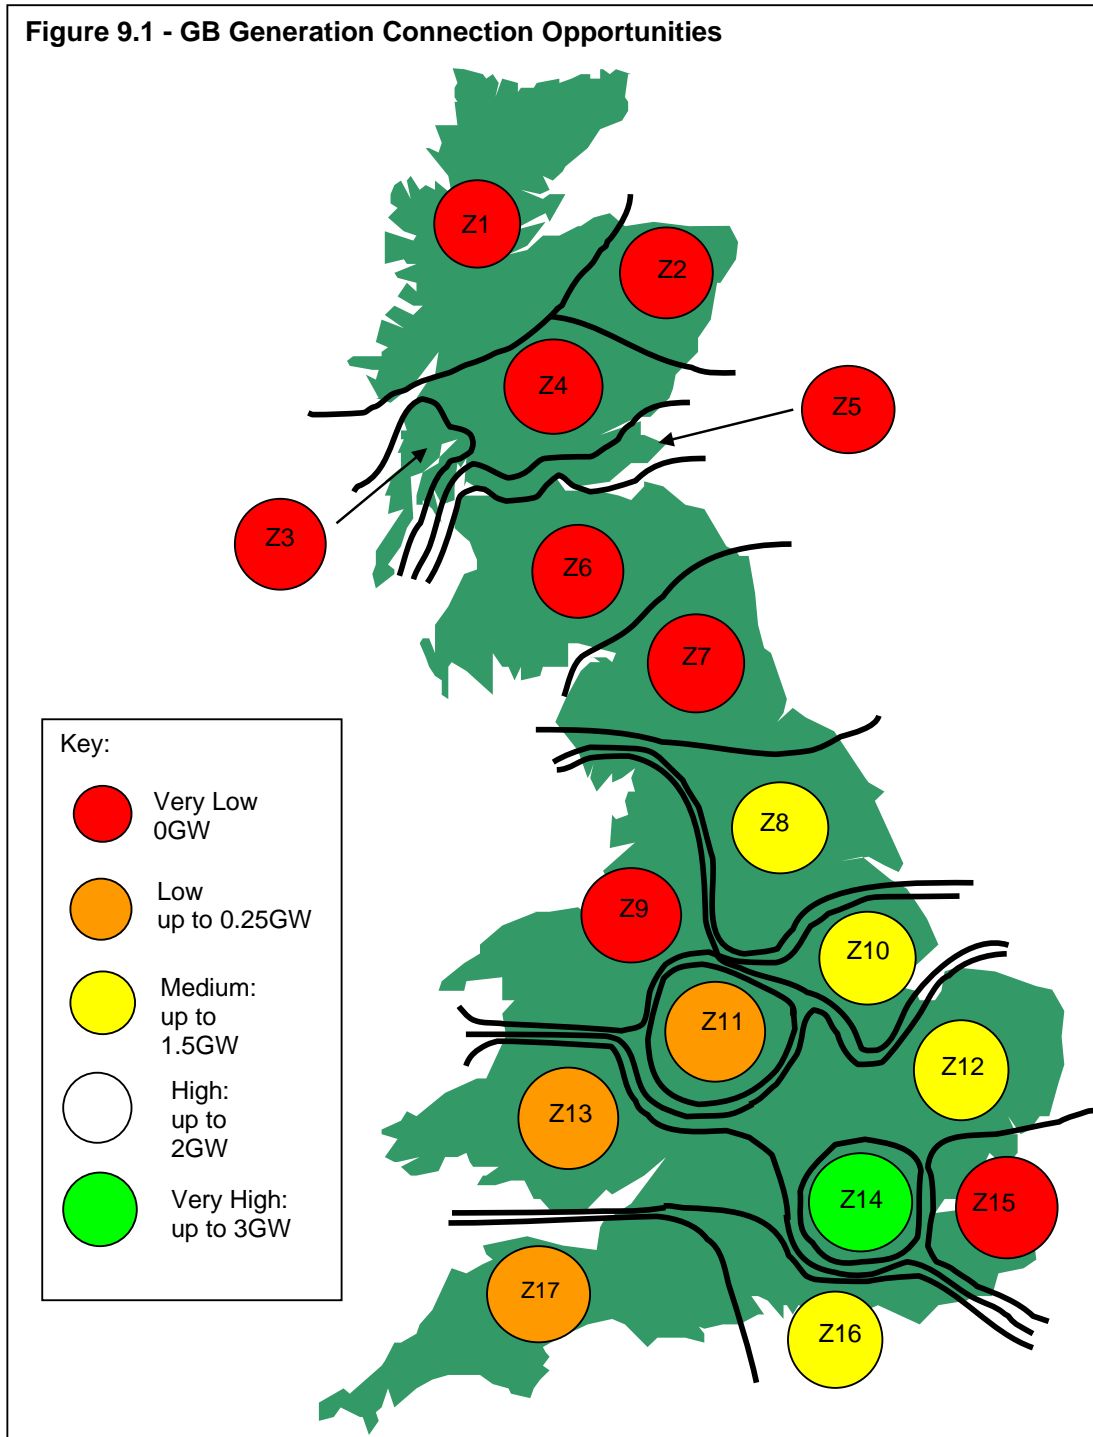 Figure 9.1 - GB Generation Connection Opportunities
Z1
Z2
Z4
Z5
Z3
Z6
Z7
Key:
Very Low
0GW
Low
up to 0.25GW
Medium:
up to
1.5GW
High:
up to
2GW
Very High:
up to 3GW
Z8
Z9
Z10
Z11
Z12
Z13
Z14
Z15
Z17
Z16